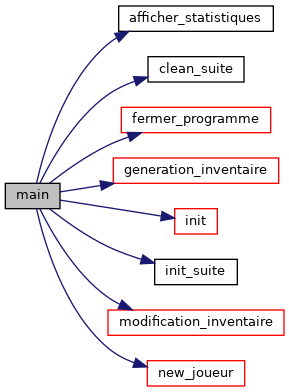 main
afficher_statistiques
clean_suite
fermer_programme
generation_inventaire
init
init_suite
modification_inventaire
new_joueur